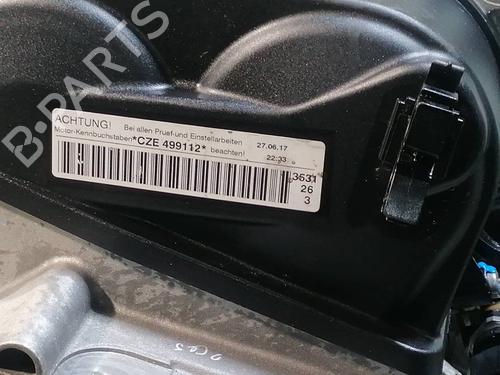 B-PARTS
ACHTUNG! Bei allen Pruef-und Einstellarbeiten 27.06.17
Motor-Kennbuchstaben *CZE 499112* beachten! 22:33
3631
26
3